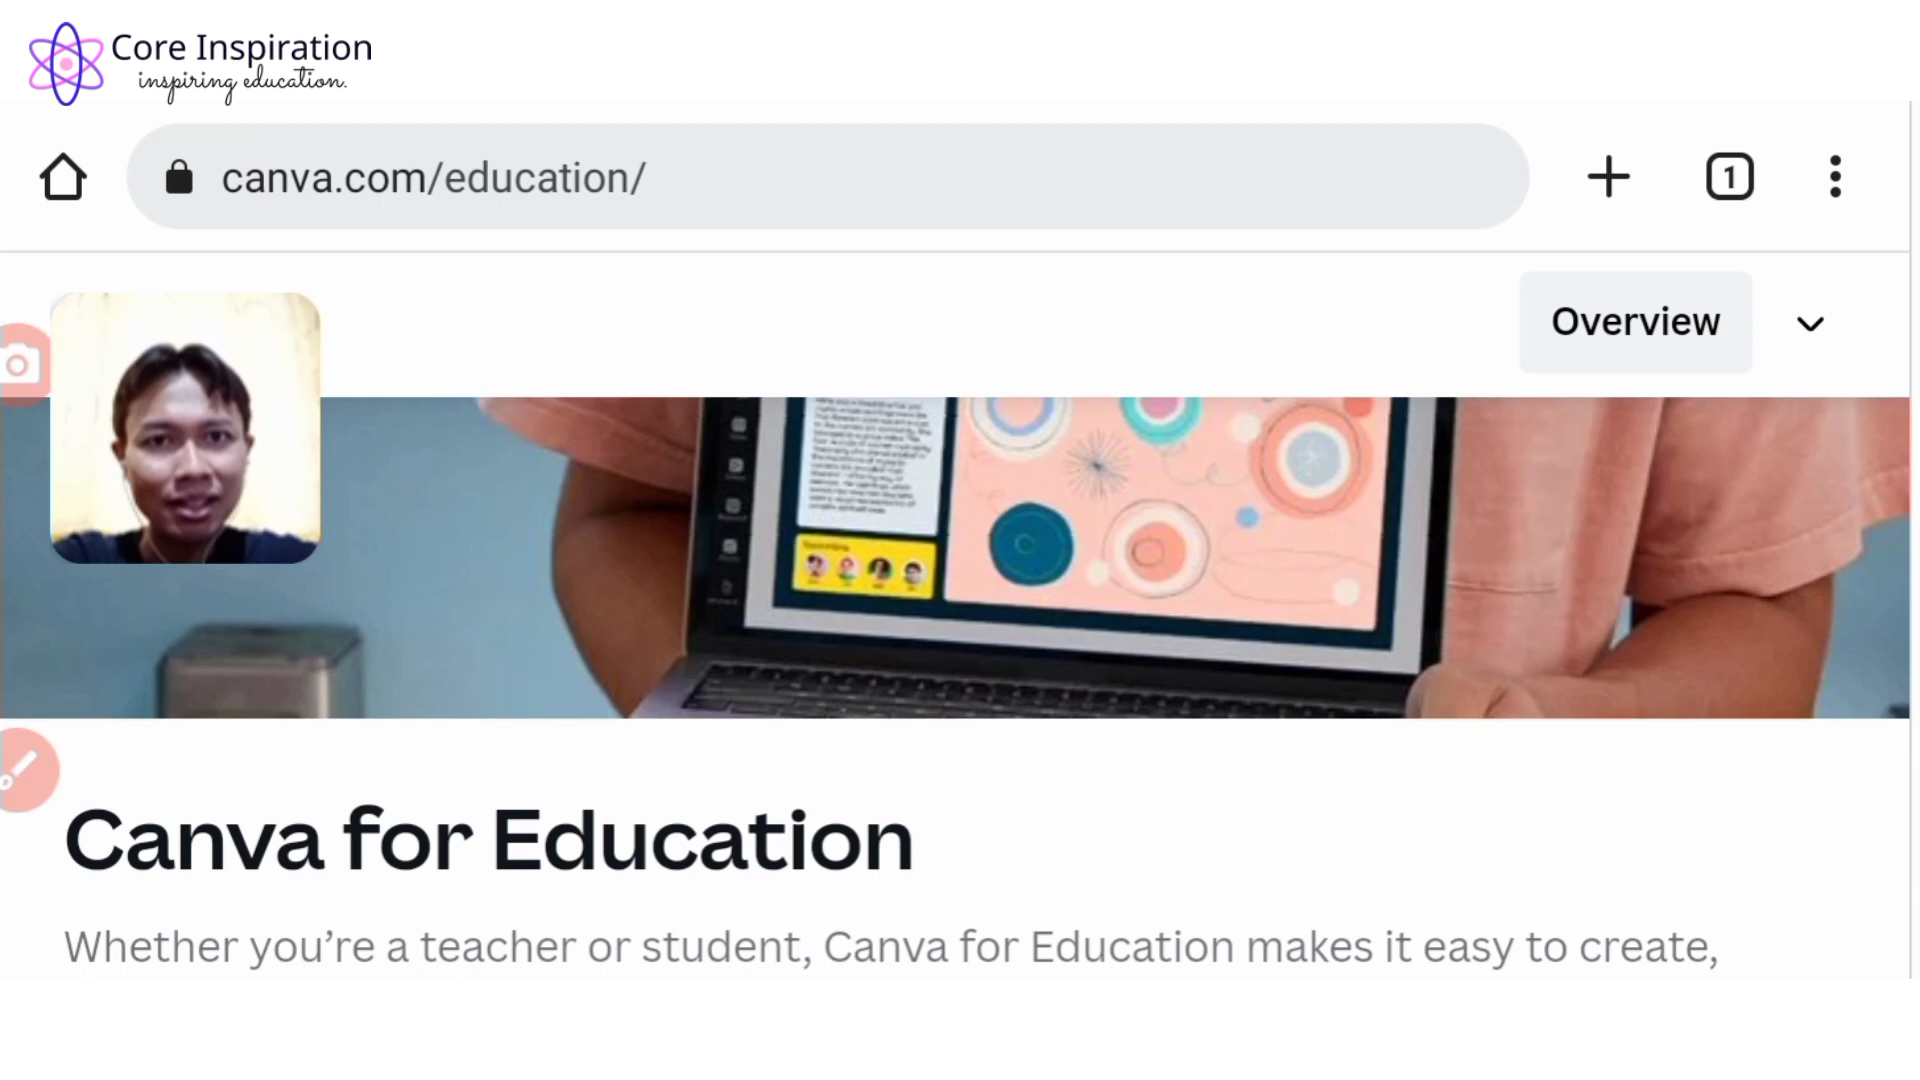 Core Inspiration
inspiring education.
canva.com/education/
1
Overview
Canva for Education
Whether you're a teacher or student, Canva for Education makes it easy to create,